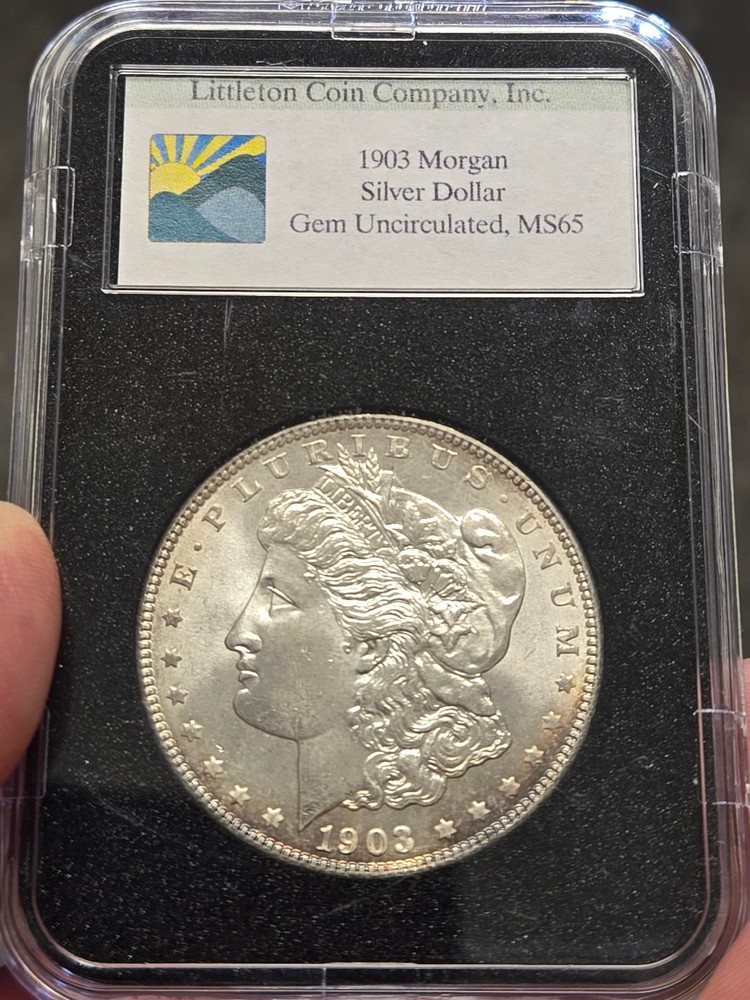 Littleton Coin Company, Inc.
1903 Morgan
Silver Dollar
Gem Uncirculated, MS65
E · PLURIBUS · UNUM
LIBERTY
1903